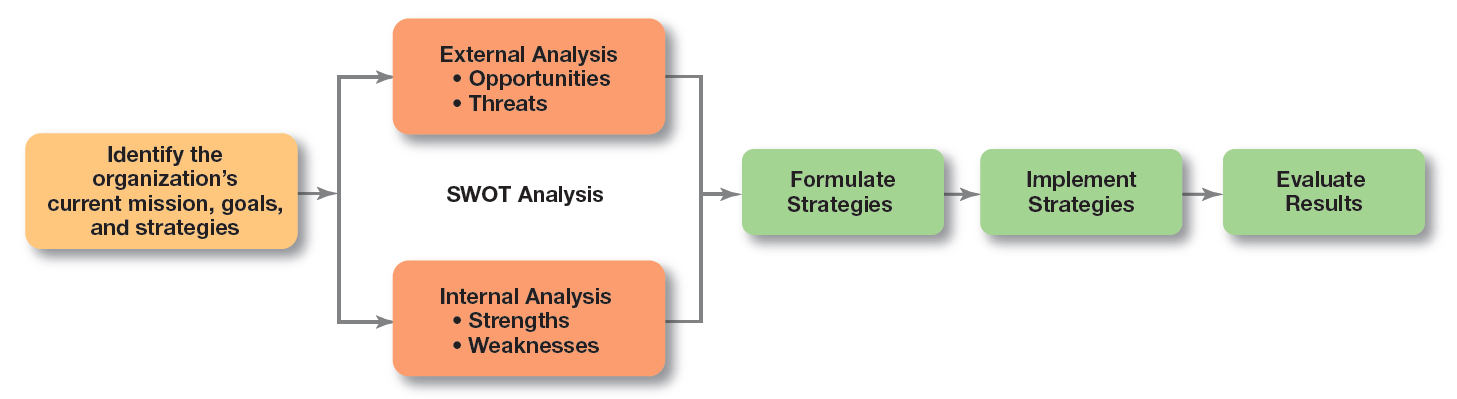 Identify the
organization’s
current mission, goals,
and strategies
External Analysis
• Opportunities
• Threats
SWOT Analysis
Internal Analysis
• Strengths
• Weaknesses
Formulate
Strategies
Implement
Strategies
Evaluate
Results